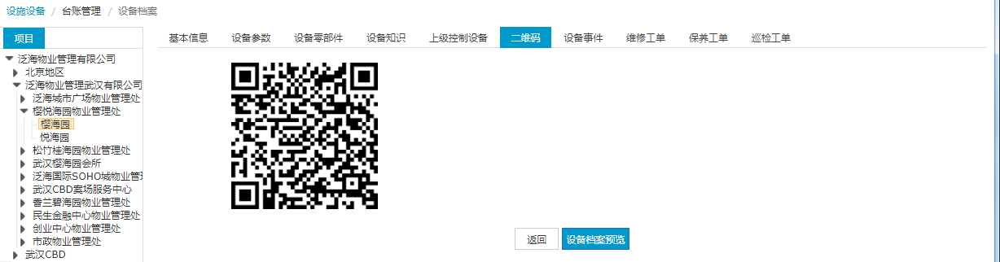 设施设备 / 台账管理 / 设备档案
项目
泛海物业管理有限公司
北京地区
泛海物业管理武汉有限公司
泛海城市广场物业管理处
樱悦海园物业管理处
樱海园
悦海园
松竹桂海园物业管理处
武汉樱海园会所
泛海国际SOHO城物业管理
武汉CBD案场服务中心
香兰碧海园物业管理处
民生金融中心物业管理处
创业中心物业管理处
市政物业管理处
武汉CBD
基本信息 设备参数 设备零部件 设备知识 上级控制设备 二维码 设备事件 维修工单 保养工单 巡检工单
返回 设备档案预览